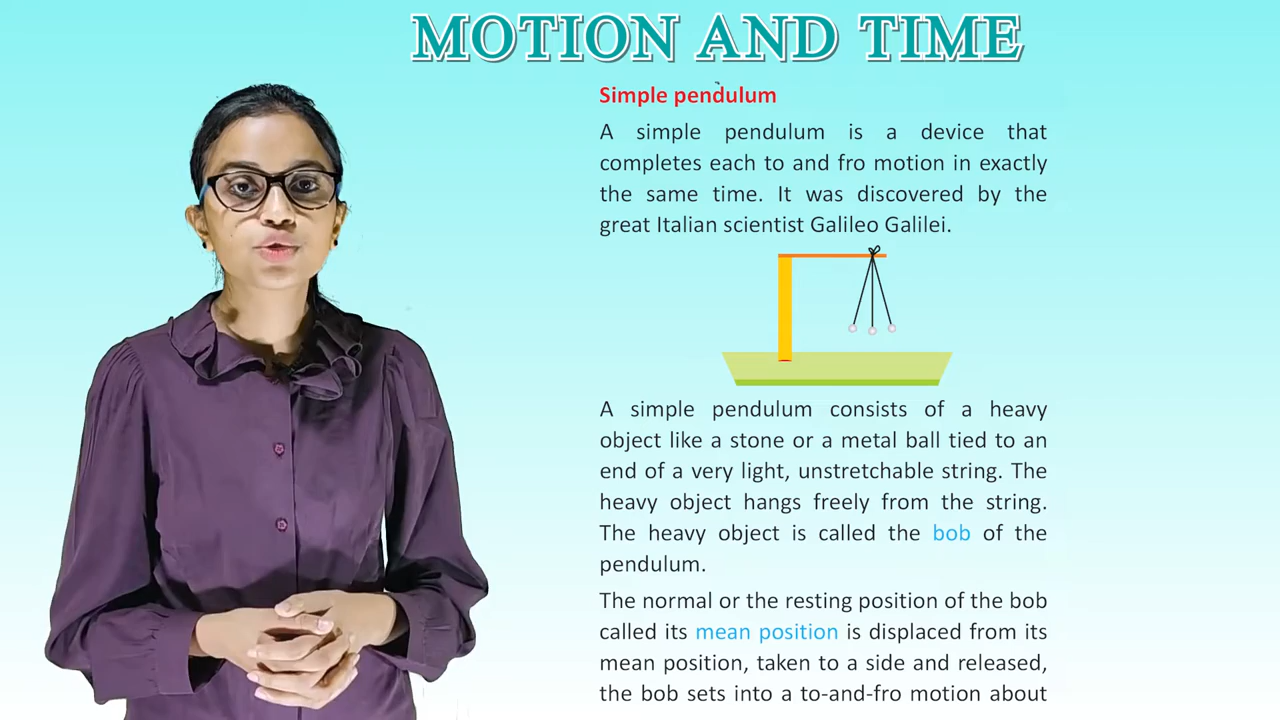 MOTION AND TIME
Simple pendulum
A simple pendulum is a device that
completes each to and fro motion in exactly
the same time. It was discovered by the
great Italian scientist Galileo Galilei.
A simple pendulum consists of a heavy
object like a stone or a metal ball tied to an
end of a very light, unstretchable string. The
heavy object hangs freely from the string.
The heavy object is called the bob of the
pendulum.
The normal or the resting position of the bob
called its mean position is displaced from its
mean position, taken to a side and released,
the bob sets into a to-and-fro motion about